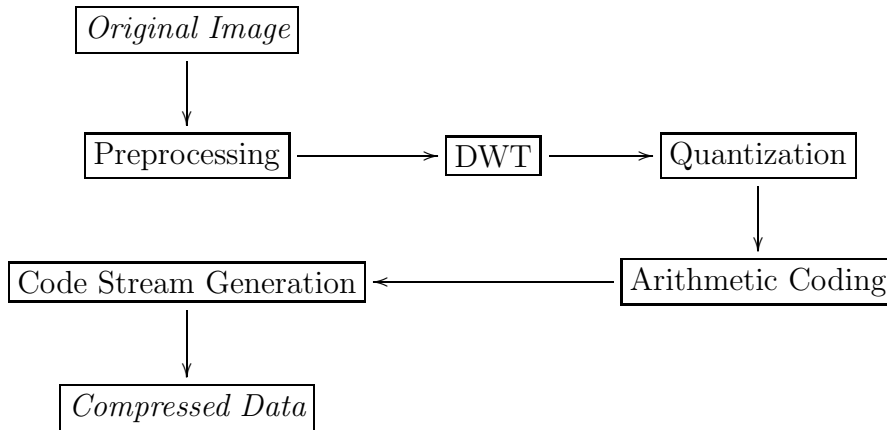 Original Image
Preprocessing
DWT
Quantization
Code Stream Generation
Arithmetic Coding
Compressed Data